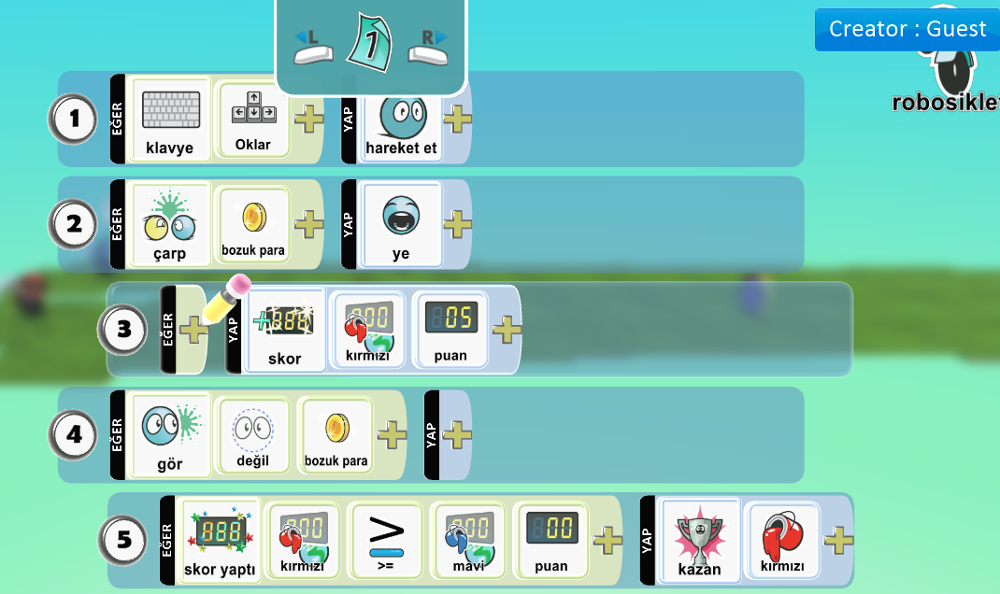 L
1
R
Creator : Guest
robosiklet
1
EĞER
klavye
Oklar
YAP
hareket et
2
EĞER
çarp
bozuk para
YAP
ye
3
EĞER
YAP
+888
skor
000
kırmızı
05
puan
4
EĞER
gör
değil
bozuk para
YAP
5
EĞER
888
skor yaptı
000
kırmızı
>
>=
000
mavi
00
puan
YAP
kazan
kırmızı